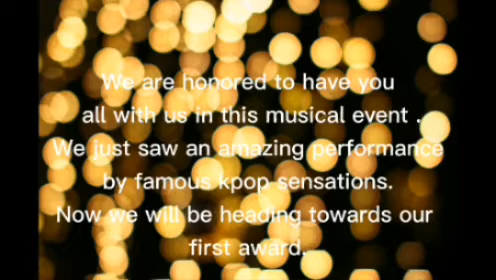 We are honored to have you
all with us in this musical event .
We just saw an amazing performance
by famous kpop sensations.
Now we will be heading towards our
first award.